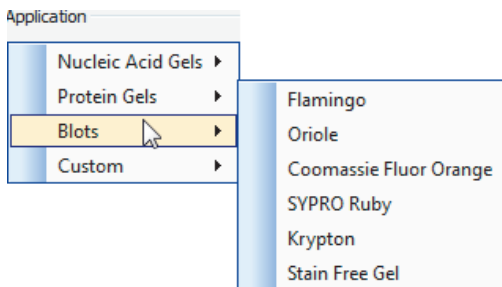 Application
Nucleic Acid Gels
Protein Gels
Blots
Custom
Flamingo
Oriole
Coomassie Fluor Orange
SYPRO Ruby
Krypton
Stain Free Gel